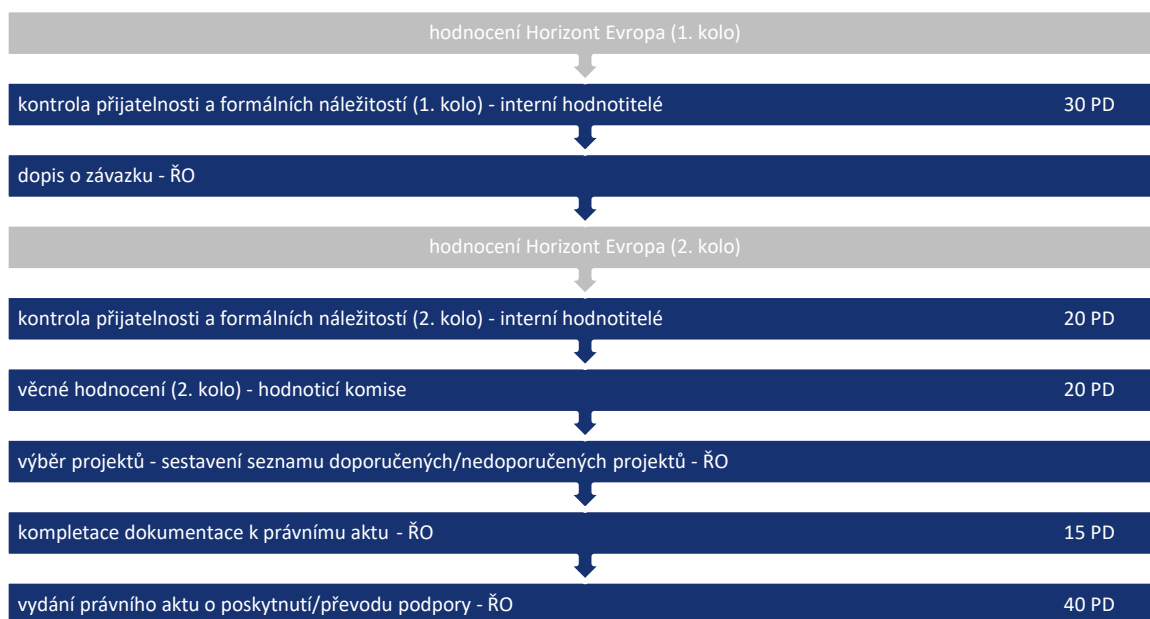 hodnocení Horizont Evropa (1. kolo)
kontrola přijatelnosti a formálních náležitostí (1. kolo) - interní hodnotitelé 30 PD
dopis o závazku - ŘO
hodnocení Horizont Evropa (2. kolo)
kontrola přijatelnosti a formálních náležitostí (2. kolo) - interní hodnotitelé 20 PD
věcné hodnocení (2. kolo) - hodnoticí komise 20 PD
výběr projektů - sestavení seznamu doporučených/nedoporučených projektů - ŘO
kompletace dokumentace k právnímu aktu - ŘO 15 PD
vydání právního aktu o poskytnutí/převodu podpory - ŘO 40 PD